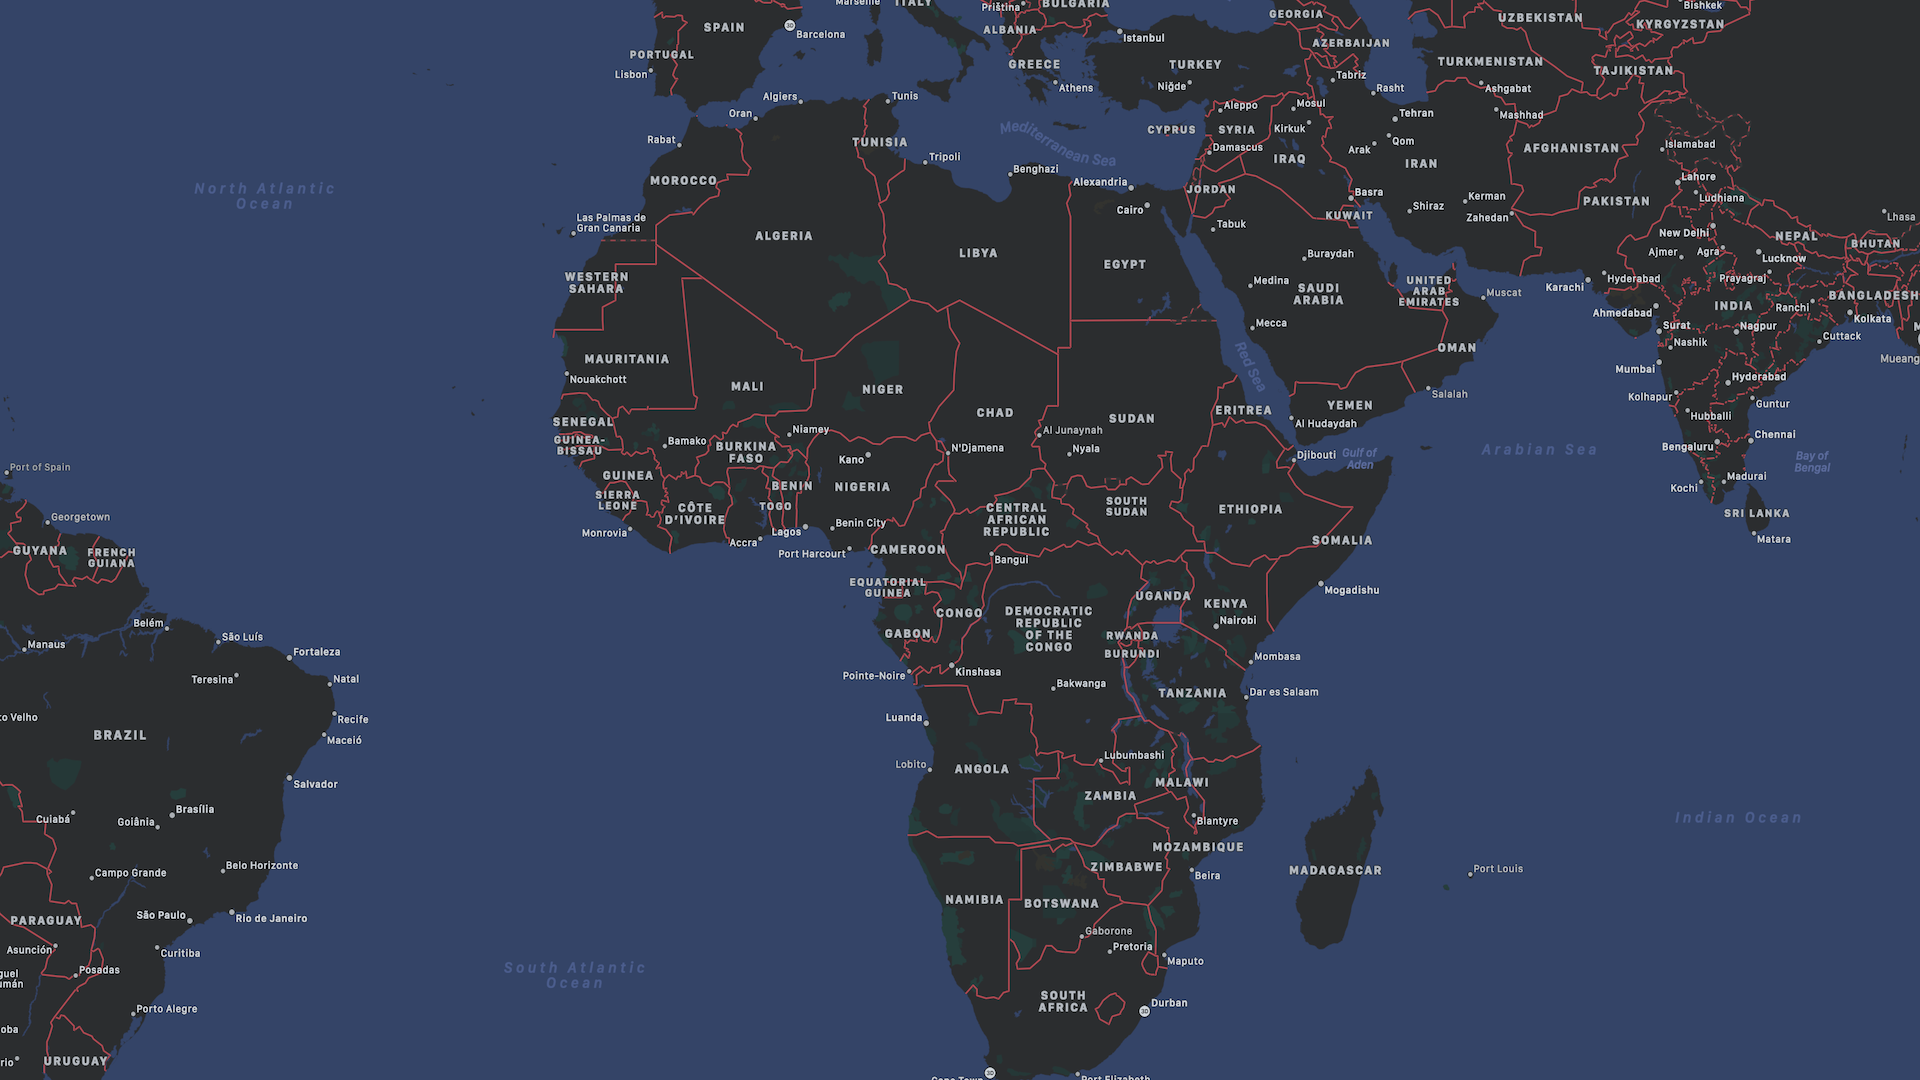 Marseille
ITALY
Priština
BULGARIA
GEORGIA
UZBEKISTAN
Bishkek
KYRGYZSTAN
SPAIN
Barcelona
ALBANIA
Istanbul
AZERBAIJAN
PORTUGAL
Lisbon
GREECE
Athens
TURKEY
Niğde
Tabriz
Rasht
TURKMENISTAN
Ashgabat
TAJIKISTAN
Algiers
Oran
Tunis
Aleppo
Mosul
Tehran
Mashhad
Rabat
TUNISIA
Tripoli
Mediterranean Sea
CYPRUS
SYRIA
Kirkuk
Damascus
IRAQ
Arak
Qom
IRAN
AFGHANISTAN
Islamabad
MOROCCO
Benghazi
Alexandria
Cairo
JORDAN
Basra
KUWAIT
Shiraz
Kerman
Zahedan
PAKISTAN
Lahore
Ludhiana
North Atlantic
Ocean
Las Palmas de
Gran Canaria
ALGERIA
LIBYA
EGYPT
Tabuk
Buraydah
New Delhi
NEPAL
Lhasa
BHUTAN
Ajmer
Agra
Lucknow
WESTERN
SAHARA
Medina
SAUDI
ARABIA
UNITED
ARAB
EMIRATES
Muscat
Karachi
Hyderabad
Prayagraj
BANGLADESH
Mecca
Ahmedabad
INDIA
Ranchi
Kolkata
Surat
Nagpur
Nashik
Cuttack
MAURITANIA
Nouakchott
MALI
NIGER
Red Sea
OMAN
Mumbai
Mueang
Hyderabad
CHAD
SUDAN
ERITREA
YEMEN
Salalah
Kolhapur
Guntur
Hubballi
SENEGAL
GUINEA-
BISSAU
Bamako
Niamey
BURKINA
FASO
Al Junaynah
Nyala
Al Hudaydah
Chennai
Bengaluru
Kano
N'Djamena
Djibouti
Gulf of
Aden
Arabian Sea
Bay of
Bengal
Port of Spain
GUINEA
BENIN
NIGERIA
Madurai
Kochi
SIERRA
LEONE
CÔTE
D'IVOIRE
TOGO
CENTRAL
AFRICAN
REPUBLIC
SOUTH
SUDAN
ETHIOPIA
SRI LANKA
Georgetown
Monrovia
Accra
Lagos
Benin City
Port Harcourt
CAMEROON
Bangui
SOMALIA
Matara
GUYANA
FRENCH
GUIANA
EQUATORIAL
GUINEA
Mogadishu
CONGO
DEMOCRATIC
REPUBLIC
OF THE
CONGO
UGANDA
KENYA
Nairobi
Belém
São Luís
GABON
RWANDA
BURUNDI
Manaus
Fortaleza
Mombasa
Teresina
Natal
Pointe-Noire
Kinshasa
Bakwanga
TANZANIA
Dar es Salaam
to Velho
Recife
Luanda
BRAZIL
Maceió
Lobito
ANGOLA
Lubumbashi
MALAWI
Salvador
ZAMBIA
Brasília
Cuiabá
Goiânia
Blantyre
Indian Ocean
MOZAMBIQUE
Belo Horizonte
Campo Grande
ZIMBABWE
Beira
MADAGASCAR
Port Louis
NAMIBIA
BOTSWANA
PARAGUAY
São Paulo
Rio de Janeiro
Asunción
Curitiba
Gaborone
Pretoria
Maputo
South Atlantic
Ocean
Posadas
guel
umán
SOUTH
AFRICA
Durban
Porto Alegre
oba
rio
URUGUAY
Cape Town
Port Elizabeth
3D
3D
3D